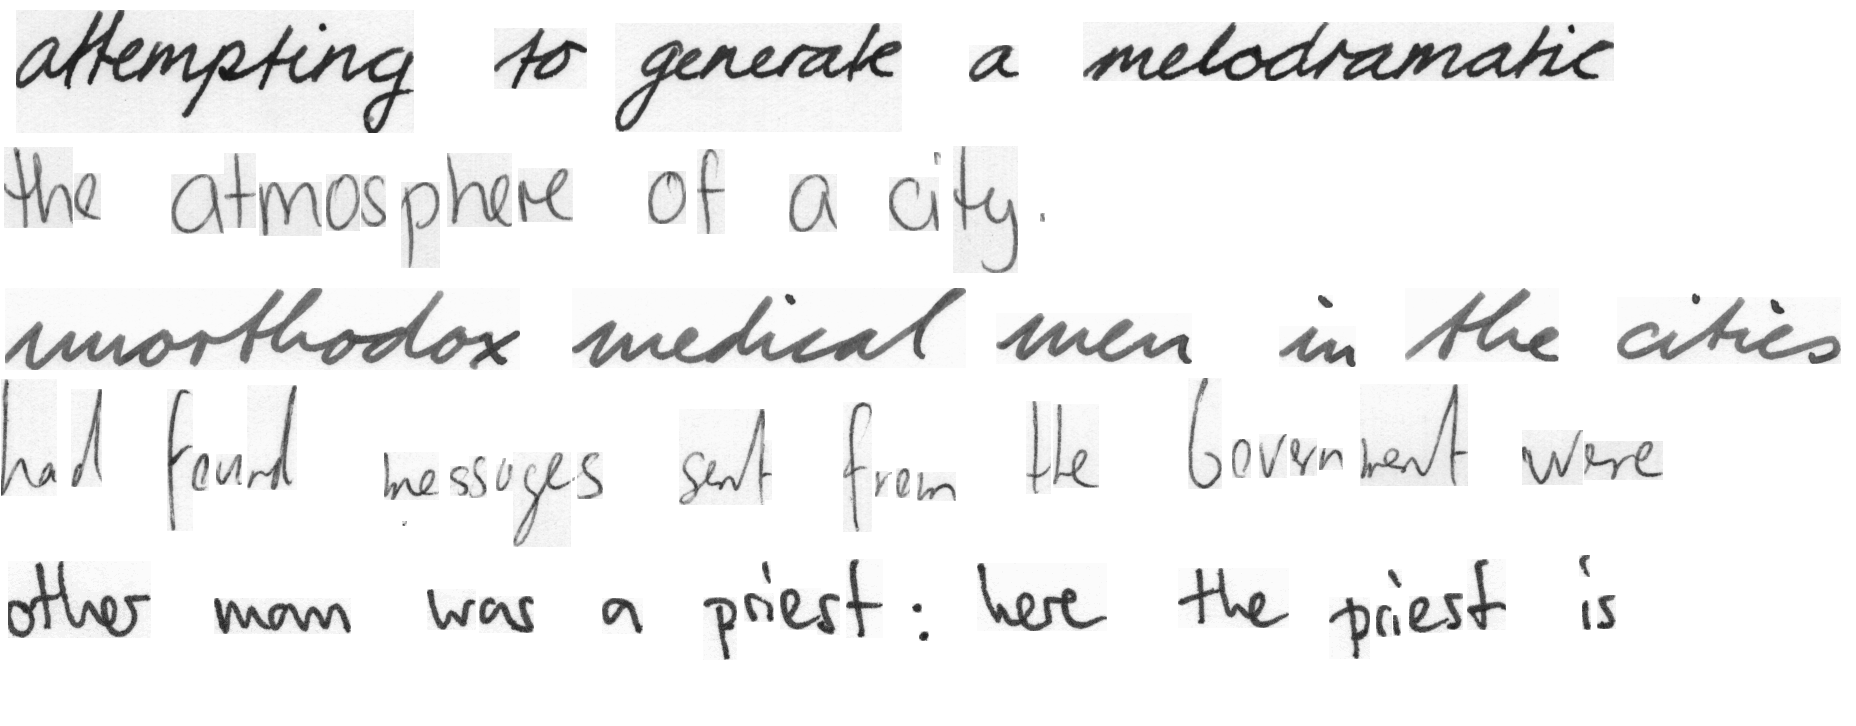 attempting to generate a melodramatic
the atmosphere of a city.
unorthodox medical men in the cities
had found messages sent from the Government were
other man was a priest: here the priest is